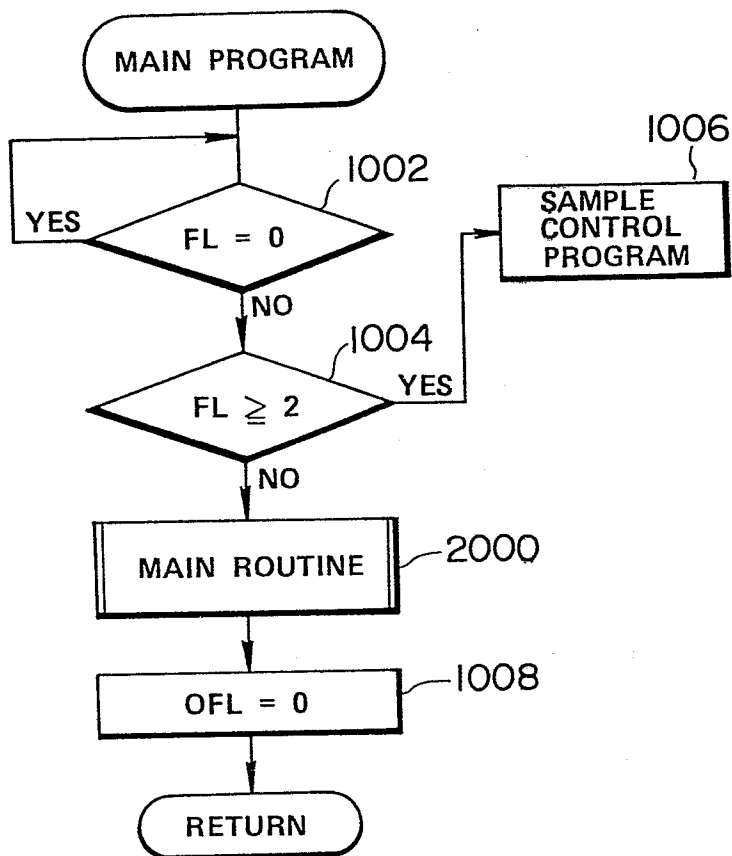 MAIN PROGRAM
1002
YES
FL = 0
NO
1006
SAMPLE
CONTROL
PROGRAM
1004
YES
FL ≧ 2
NO
MAIN ROUTINE
2000
OFL = 0
1008
RETURN